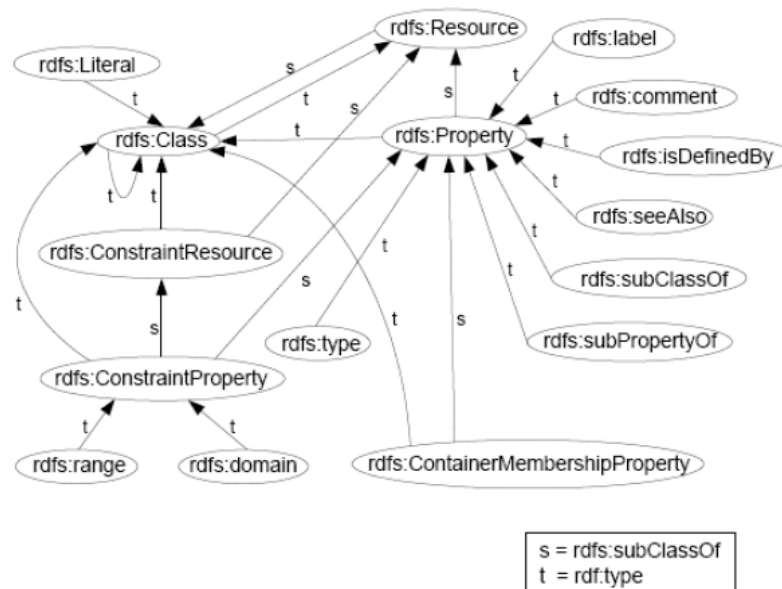 rdfs:Resource
rdfs:label
rdfs:Literal
s
t
t
t
s
s
rdfs:comment
t
rdfs:Class
t
rdfs:Property
t
rdfs:isDefinedBy
t
t
t
rdfs:seeAlso
rdfs:ConstraintResource
t
t
s
rdfs:subClassOf
t
t
s
t
s
rdfs:type
rdfs:subPropertyOf
rdfs:ConstraintProperty
t
t
rdfs:range
rdfs:domain
rdfs:ContainerMembershipProperty
s = rdfs:subClassOf
t = rdf:type